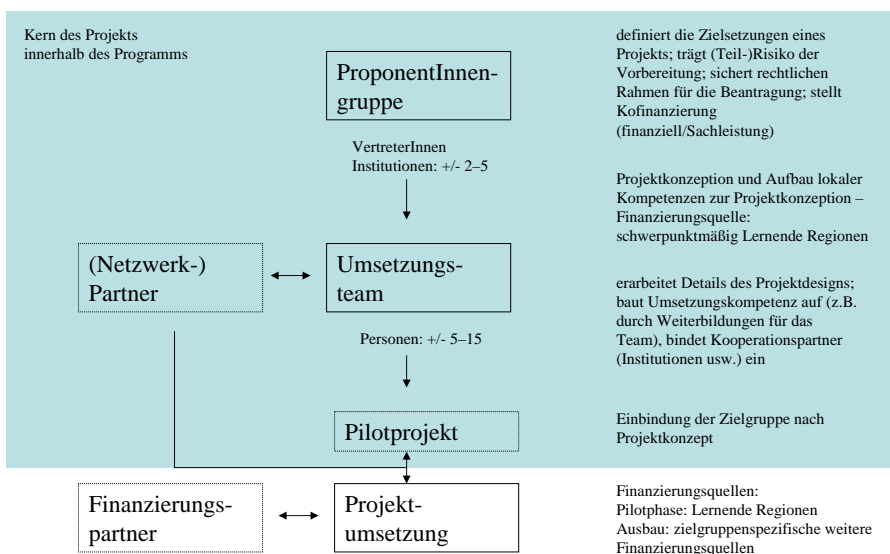 Kern des Projekts
innerhalb des Programms
ProponentInnen-
gruppe
definiert die Zielsetzungen eines
Projekts; trägt (Teil-)Risiko der
Vorbereitung; sichert rechtlichen
Rahmen für die Beantragung; stellt
Kofinanzierung
(finanziell/Sachleistung)
VertreterInnen
Institutionen: +/- 2–5
Projektkonzeption und Aufbau lokaler
Kompetenzen zur Projektkonzeption –
Finanzierungsquelle:
schwerpunktmäßig Lernende Regionen
(Netzwerk-)
Partner
Umsetzungs-
team
erarbeitet Details des Projektdesigns;
baut Umsetzungskompetenz auf (z.B.
durch Weiterbildungen für das
Team), bindet Kooperationspartner
(Institutionen usw.) ein
Personen: +/- 5–15
Pilotprojekt
Einbindung der Zielgruppe nach
Projektkonzept
Finanzierungs-
partner
Projekt-
umsetzung
Finanzierungsquellen:
Pilotphase: Lernende Regionen
Ausbau: zielgruppenspezifische weitere
Finanzierungsquellen